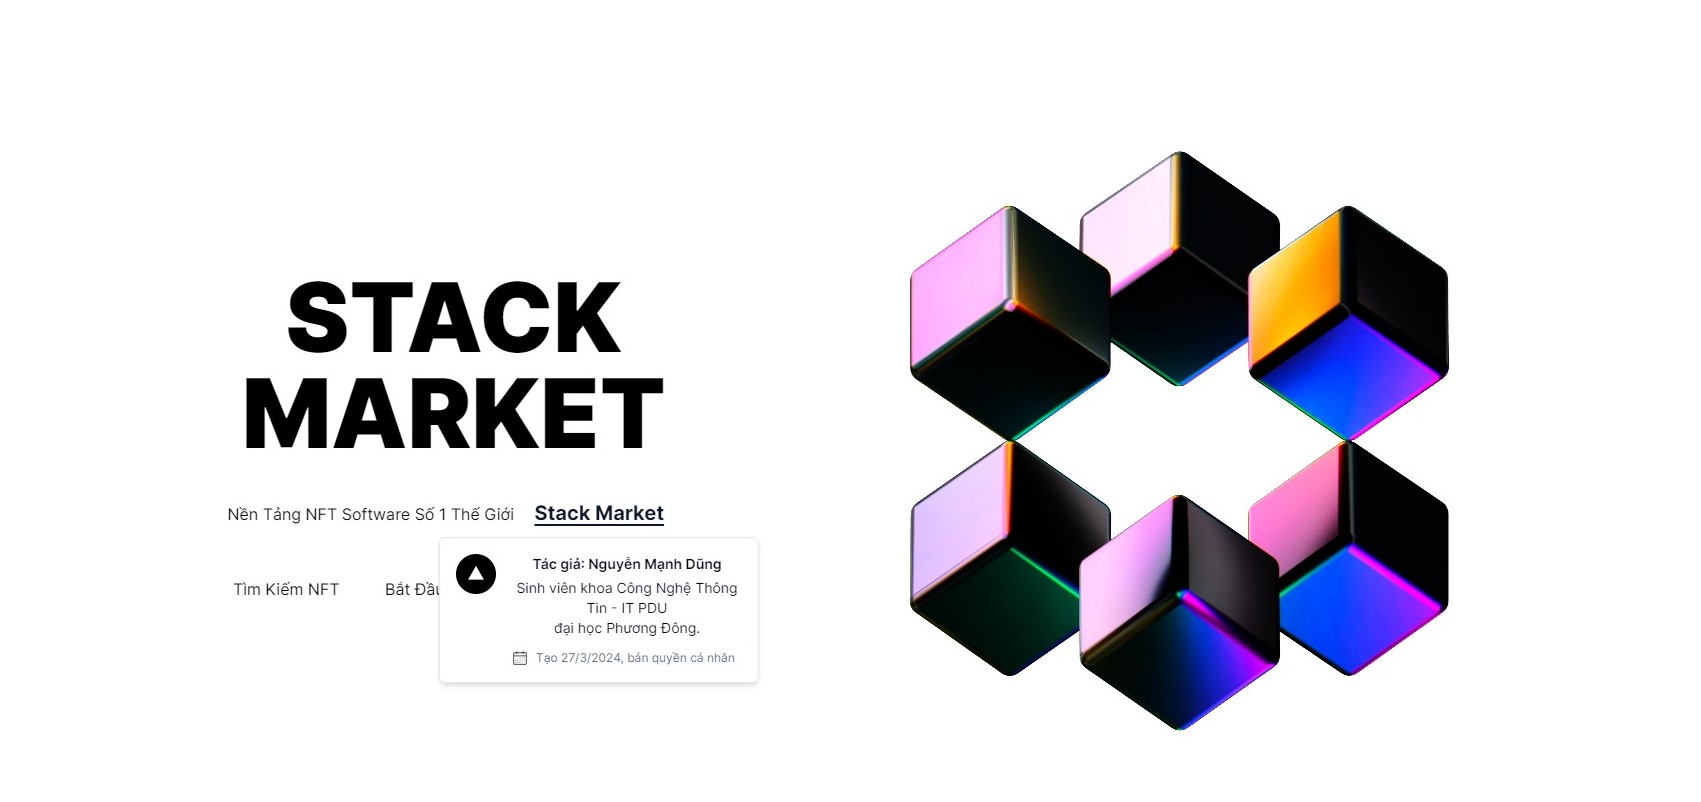 STACK
MARKET
Nền Tảng NFT Software Số 1 Thế Giới Stack Market
Tìm Kiếm NFT Bắt Đầu
Tác giả: Nguyễn Mạnh Dũng
Sinh viên khoa Công Nghệ Thông
Tin - IT PDU
đại học Phương Đông.
Tạo 27/3/2024, bản quyền cá nhân